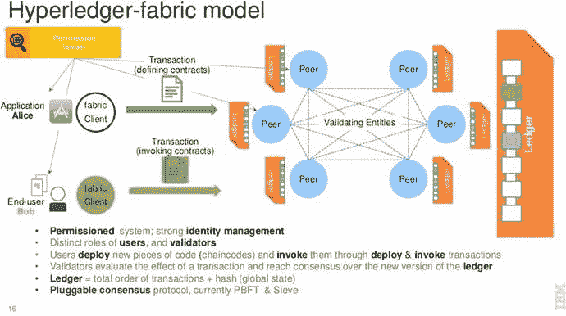 Hyperledger-fabric model
Transaction
(defining contracts)
Application
Alice
fabric
Client
Transaction
(invoking contracts)
End-user
Bob
fabric
Client
Peer
Peer
Peer
Validating Entities
Peer
Peer
Peer
Ledger
• Permissioned system; strong identity management
• Distinct roles of users, and validators
• Users deploy new pieces of code (chaincodes) and invoke them through deploy & invoke transactions
• Validators evaluate the effect of a transaction and reach consensus over the new version of the ledger
• Ledger = total order of transactions + hash (global state)
• Pluggable consensus protocol, currently PBFT & Sieve
16
IBM